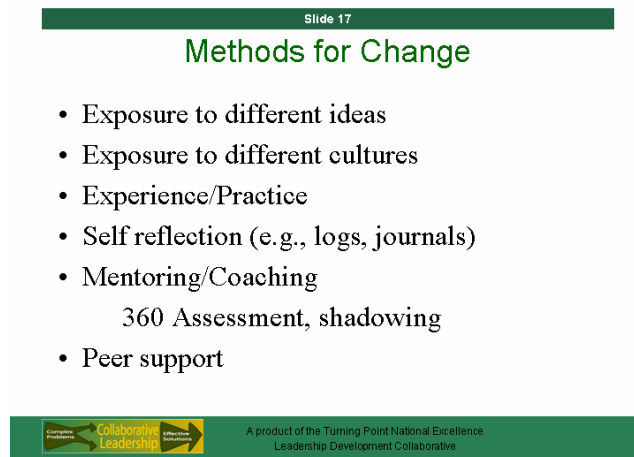 Slide 17
Methods for Change
• Exposure to different ideas
• Exposure to different cultures
• Experience/Practice
• Self reflection (e.g., logs, journals)
• Mentoring/Coaching
360 Assessment, shadowing
• Peer support
Complex
Problems
Collaborative
Leadership
Effective
Solutions
A product of the Turning Point National Excellence
Leadership Development Collaborative